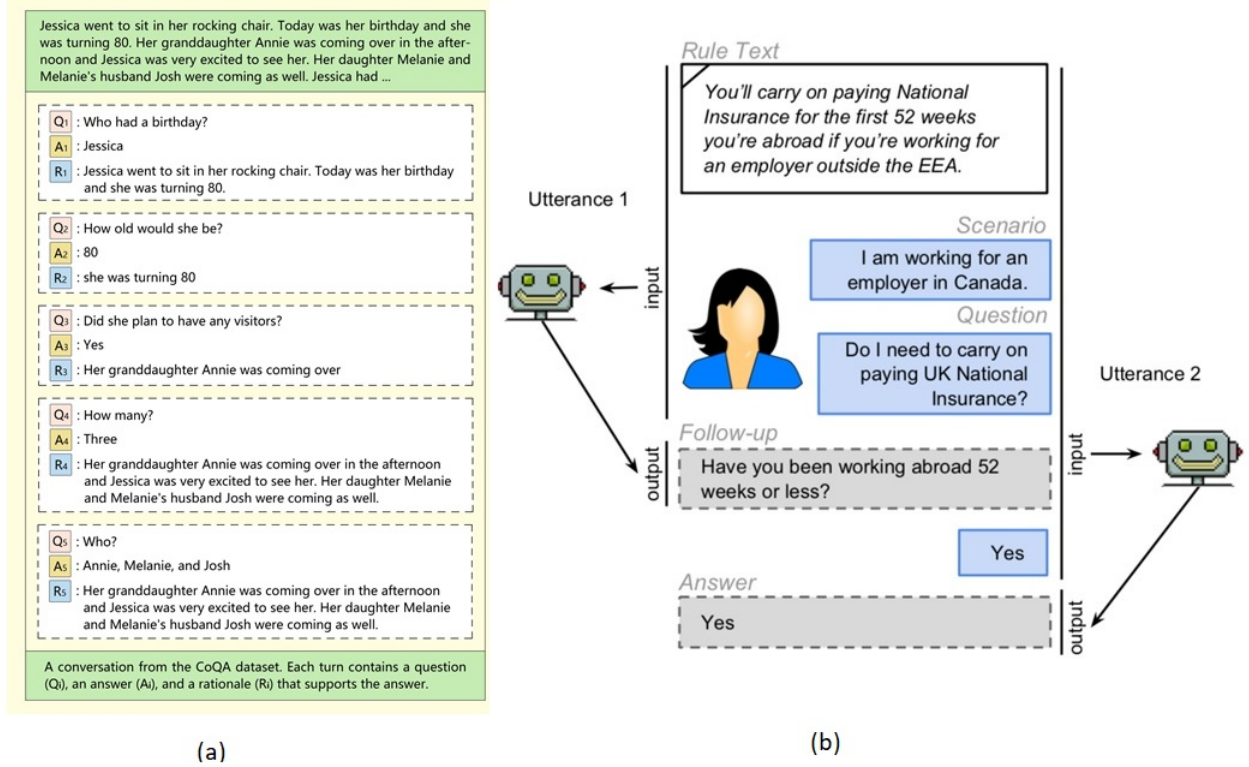 Jessica went to sit in her rocking chair. Today was her birthday and she
was turning 80. Her granddaughter Annie was coming over in the after-
noon and Jessica was very excited to see her. Her daughter Melanie and
Melanie's husband Josh were coming as well. Jessica had ...
Q1 : Who had a birthday?
A1 : Jessica
R1 : Jessica went to sit in her rocking chair. Today was her birthday
and she was turning 80.
Q2 : How old would she be?
A2 : 80
R2 : she was turning 80
Q3 : Did she plan to have any visitors?
A3 : Yes
R3 : Her granddaughter Annie was coming over
Q4 : How many?
A4 : Three
R4 : Her granddaughter Annie was coming over in the afternoon
and Jessica was very excited to see her. Her daughter Melanie
and Melanie's husband Josh were coming as well.
Q5 : Who?
A5 : Annie, Melanie, and Josh
R5 : Her granddaughter Annie was coming over in the afternoon
and Jessica was very excited to see her. Her daughter Melanie
and Melanie's husband Josh were coming as well.
A conversation from the CoQA dataset. Each turn contains a question
(Qi), an answer (Ai), and a rationale (Ri) that supports the answer.
(a)
Rule Text
You'll carry on paying National
Insurance for the first 52 weeks
you're abroad if you're working for
an employer outside the EEA.
Utterance 1
input
Scenario
I am working for an
employer in Canada.
Question
Do I need to carry on
paying UK National
Insurance?
Utterance 2
input
Follow-up
output
Have you been working abroad 52
weeks or less?
Yes
Answer
Yes
output
(b)